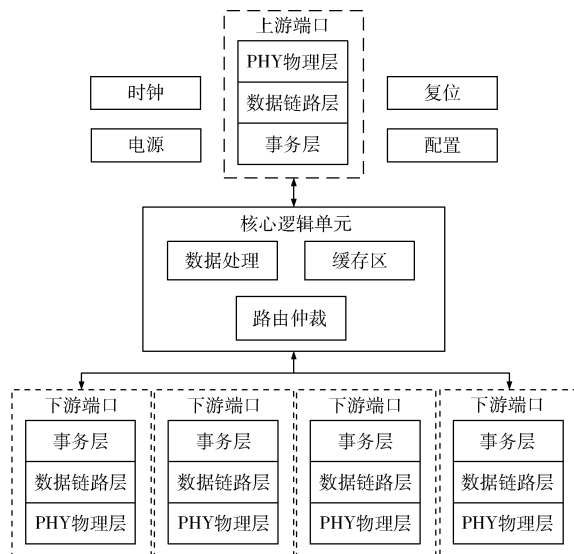 上游端口
PHY物理层
数据链路层
事务层
时钟
电源
复位
配置
核心逻辑单元
数据处理
缓存区
路由仲裁
下游端口
事务层
数据链路层
PHY物理层
下游端口
事务层
数据链路层
PHY物理层
下游端口
事务层
数据链路层
PHY物理层
下游端口
事务层
数据链路层
PHY物理层